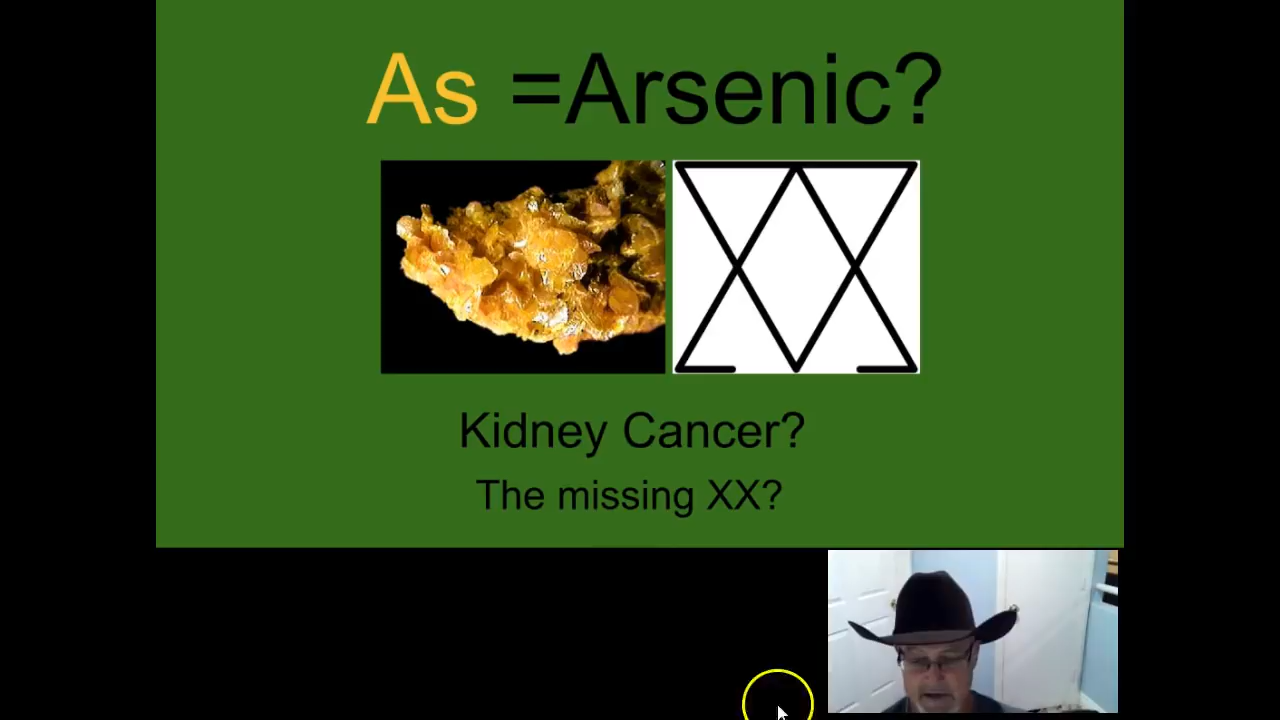 As =Arsenic?
Kidney Cancer?
The missing XX?